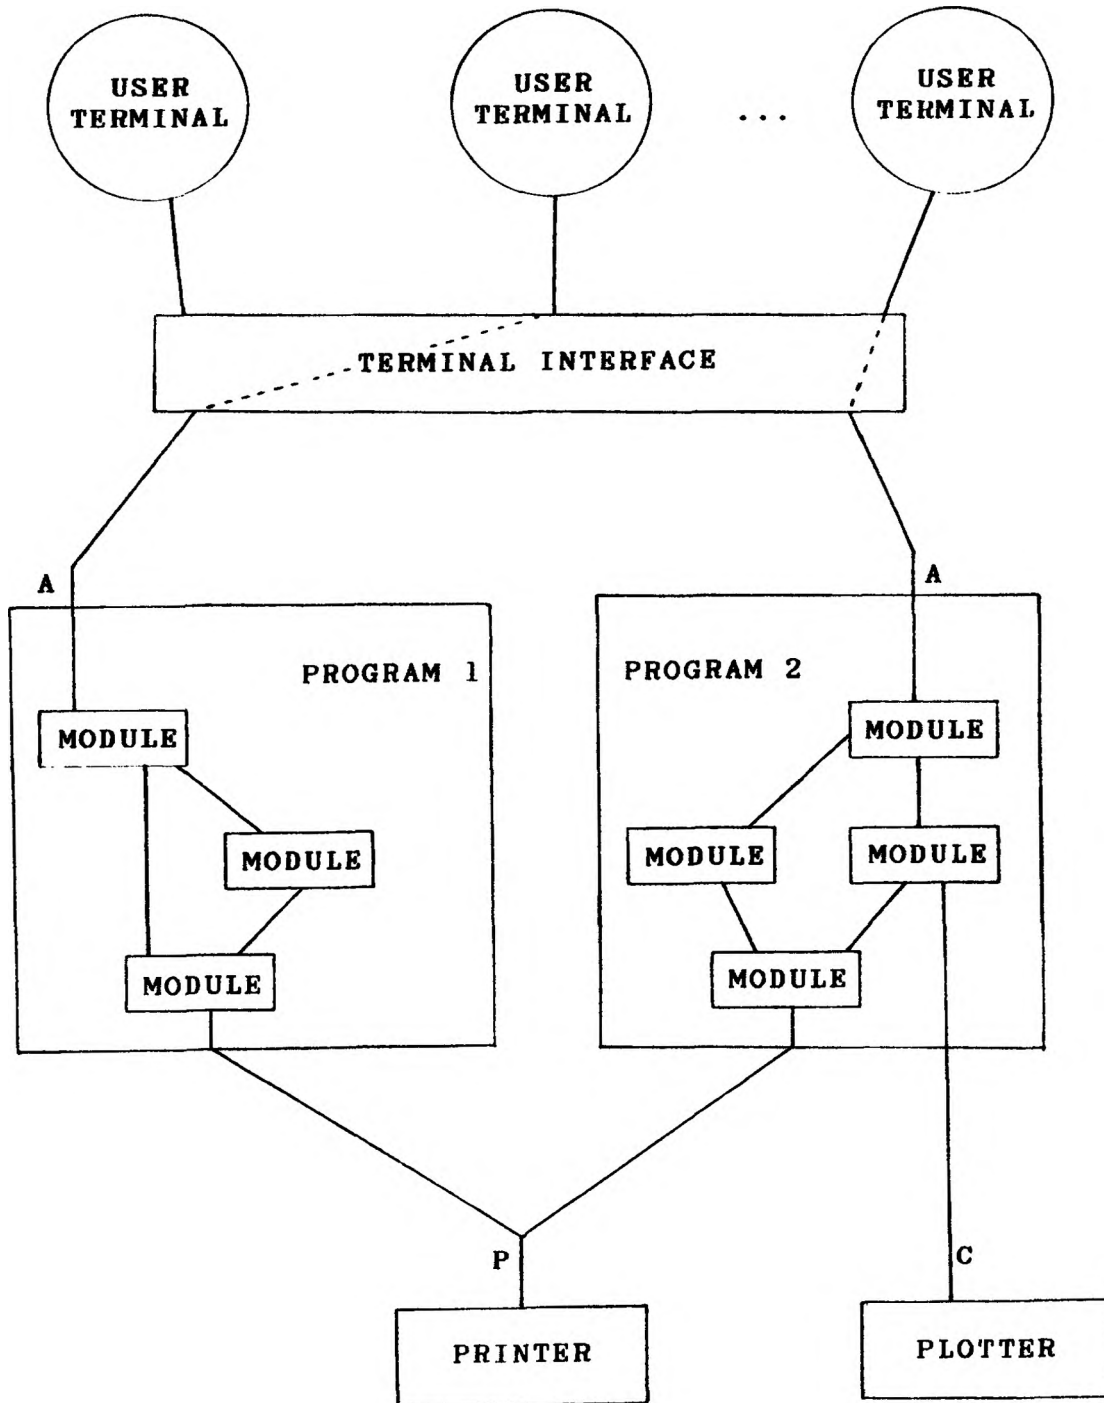 USER
TERMINAL
USER
TERMINAL
...
USER
TERMINAL
TERMINAL INTERFACE
A
A
PROGRAM 1
PROGRAM 2
MODULE
MODULE
MODULE
MODULE
MODULE
MODULE
MODULE
P
C
PRINTER
PLOTTER